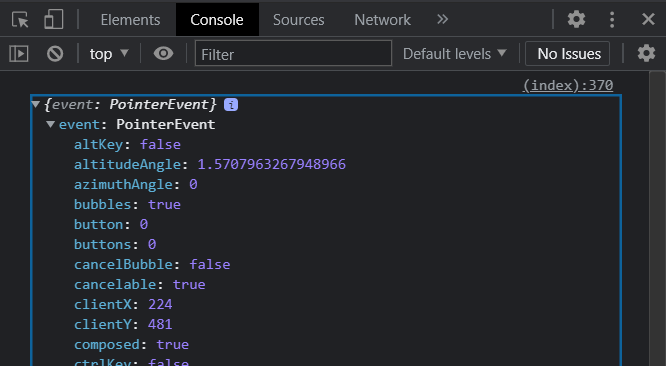 Elements Console Sources Network »
top ▼ Filter Default levels ▼ No Issues
(index):370
▼{event: PointerEvent} i
▼event: PointerEvent
altKey: false
altitudeAngle: 1.5707963267948966
azimuthAngle: 0
bubbles: true
button: 0
buttons: 0
cancelBubble: false
cancelable: true
clientX: 224
clientY: 481
composed: true
ctrlKey: false